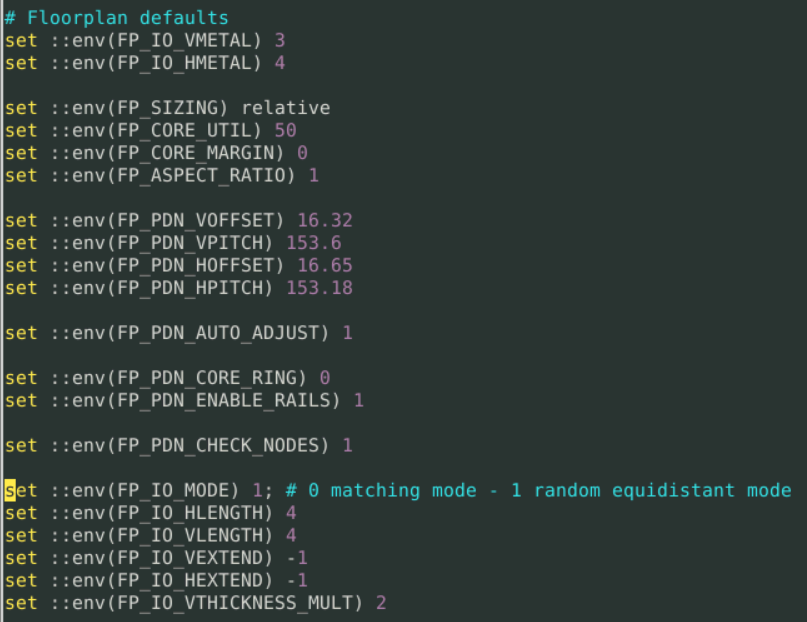 # Floorplan defaults
set ::env(FP_IO_VMETAL) 3
set ::env(FP_IO_HMETAL) 4
set ::env(FP_SIZING) relative
set ::env(FP_CORE_UTIL) 50
set ::env(FP_CORE_MARGIN) 0
set ::env(FP_ASPECT_RATIO) 1
set ::env(FP_PDN_VOFFSET) 16.32
set ::env(FP_PDN_VPITCH) 153.6
set ::env(FP_PDN_HOFFSET) 16.65
set ::env(FP_PDN_HPITCH) 153.18
set ::env(FP_PDN_AUTO_ADJUST) 1
set ::env(FP_PDN_CORE_RING) 0
set ::env(FP_PDN_ENABLE_RAILS) 1
set ::env(FP_PDN_CHECK_NODES) 1
set ::env(FP_IO_MODE) 1; # 0 matching mode - 1 random equidistant mode
set ::env(FP_IO_HLENGTH) 4
set ::env(FP_IO_VLENGTH) 4
set ::env(FP_IO_VEXTEND) -1
set ::env(FP_IO_HEXTEND) -1
set ::env(FP_IO_VTHICKNESS_MULT) 2